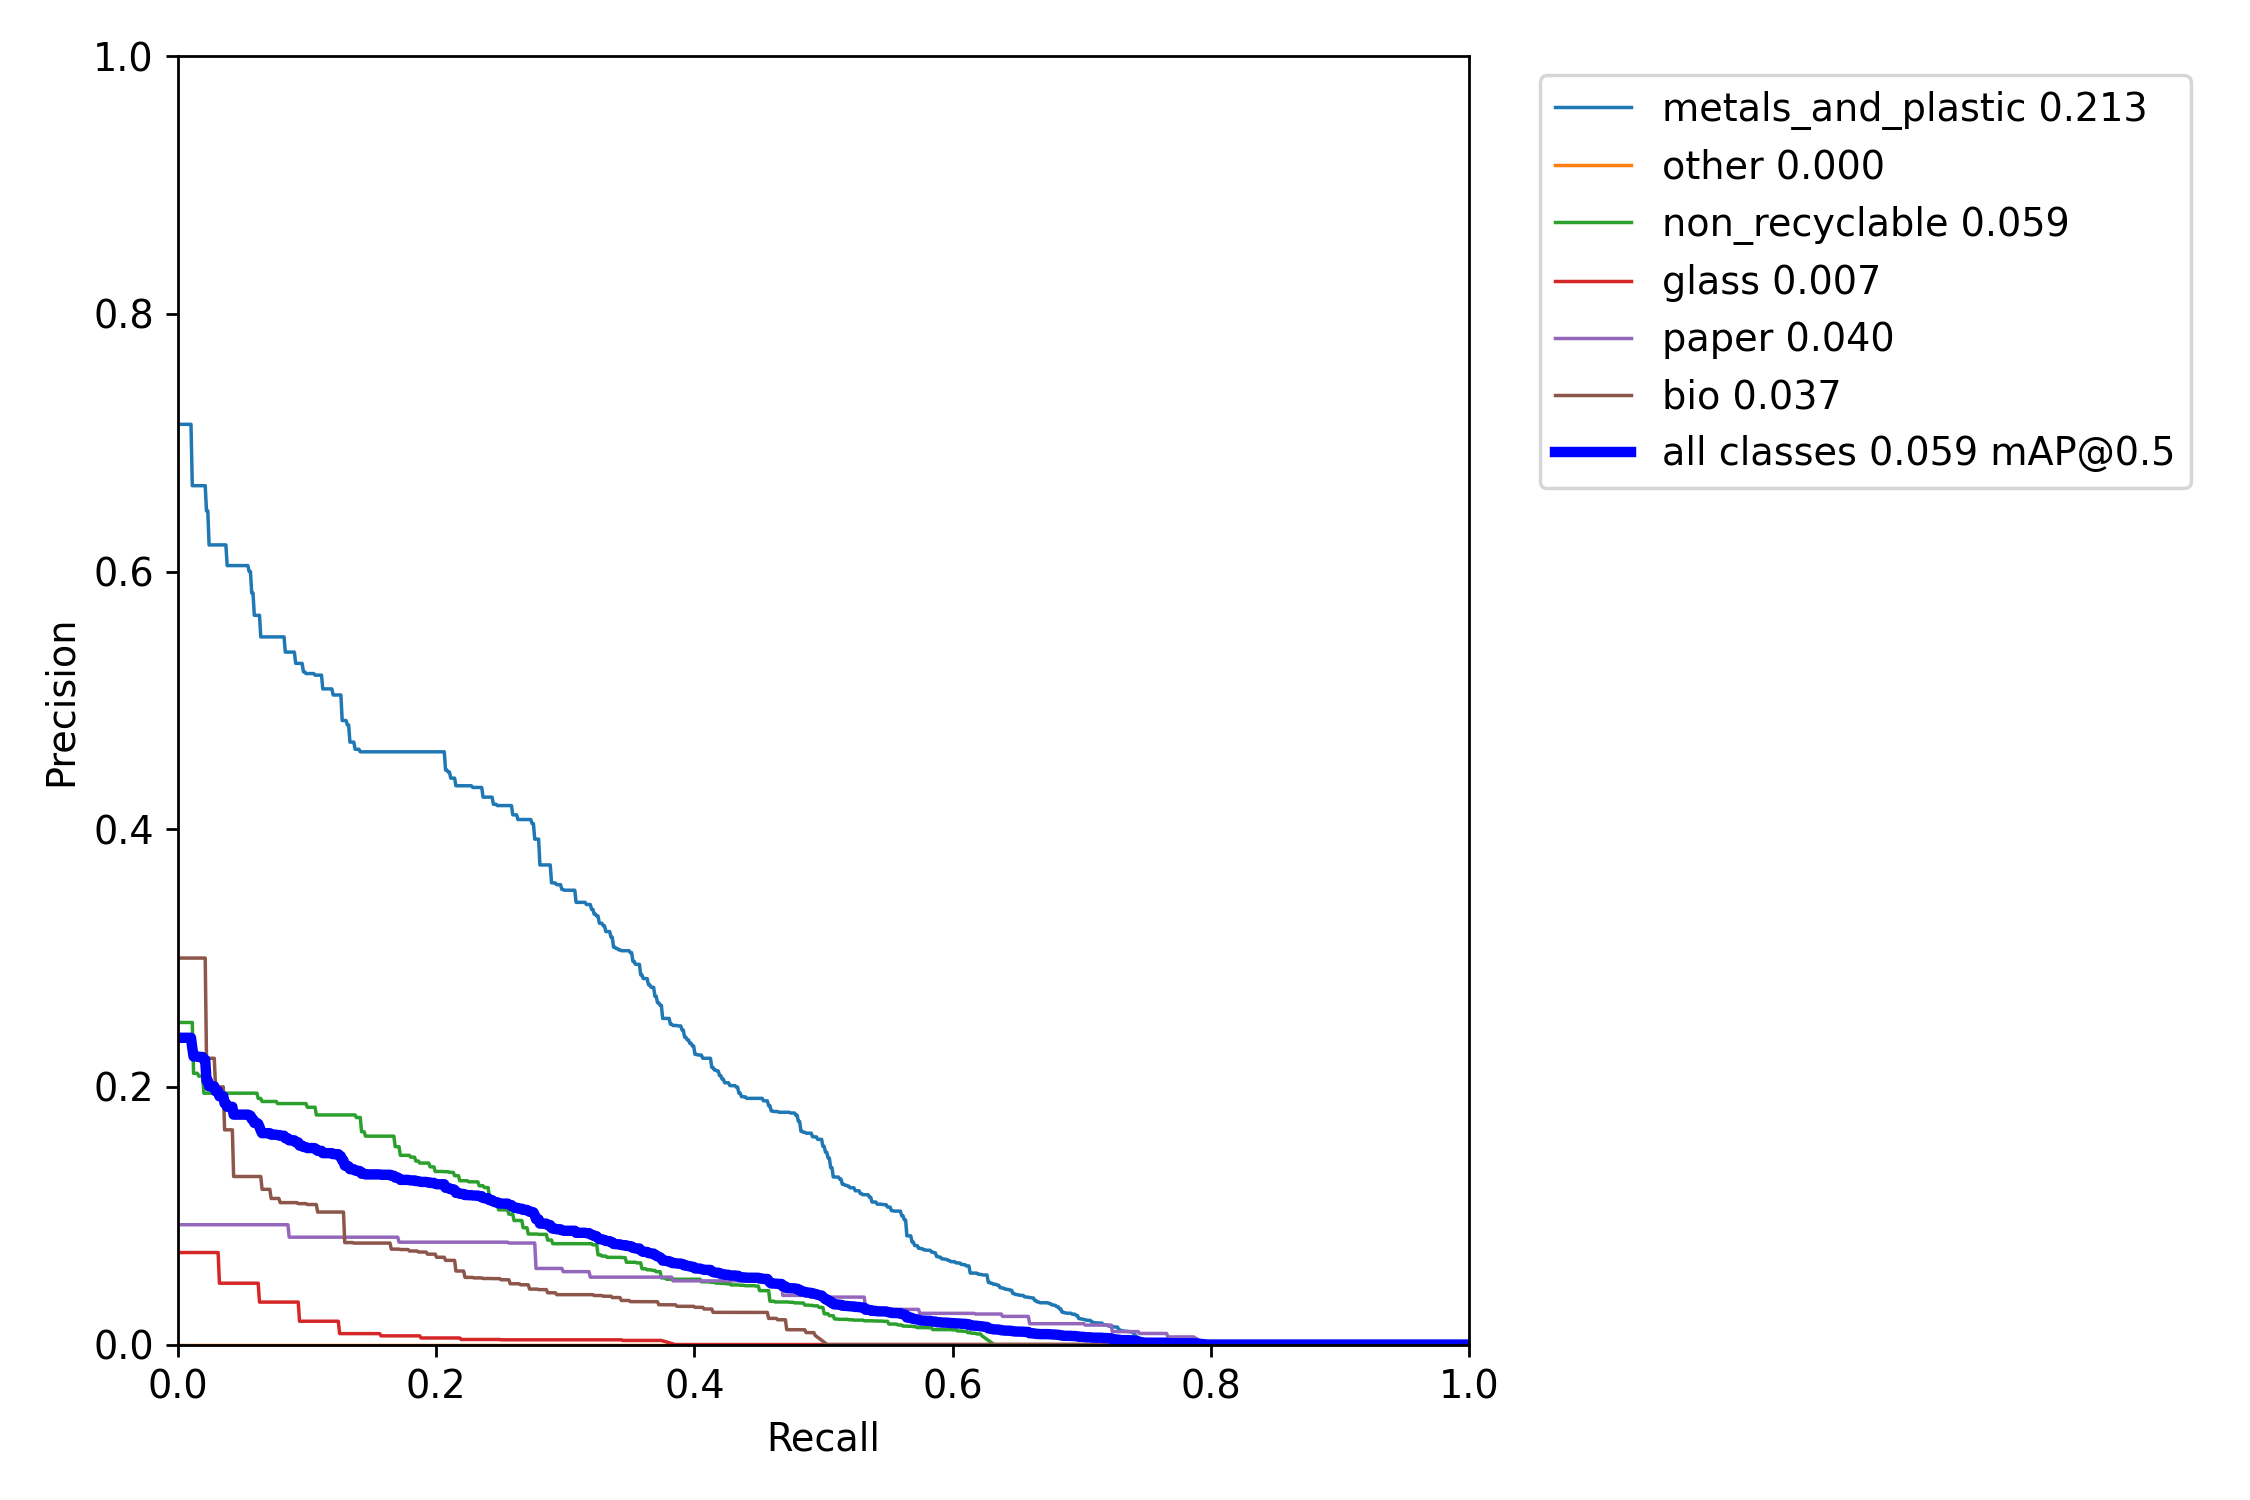 1.0
0.8
0.6
0.4
0.2
0.0
Precision
0.0 0.2 0.4 0.6 0.8 1.0
Recall
metals_and_plastic 0.213
other 0.000
non_recyclable 0.059
glass 0.007
paper 0.040
bio 0.037
all classes 0.059 mAP@0.5